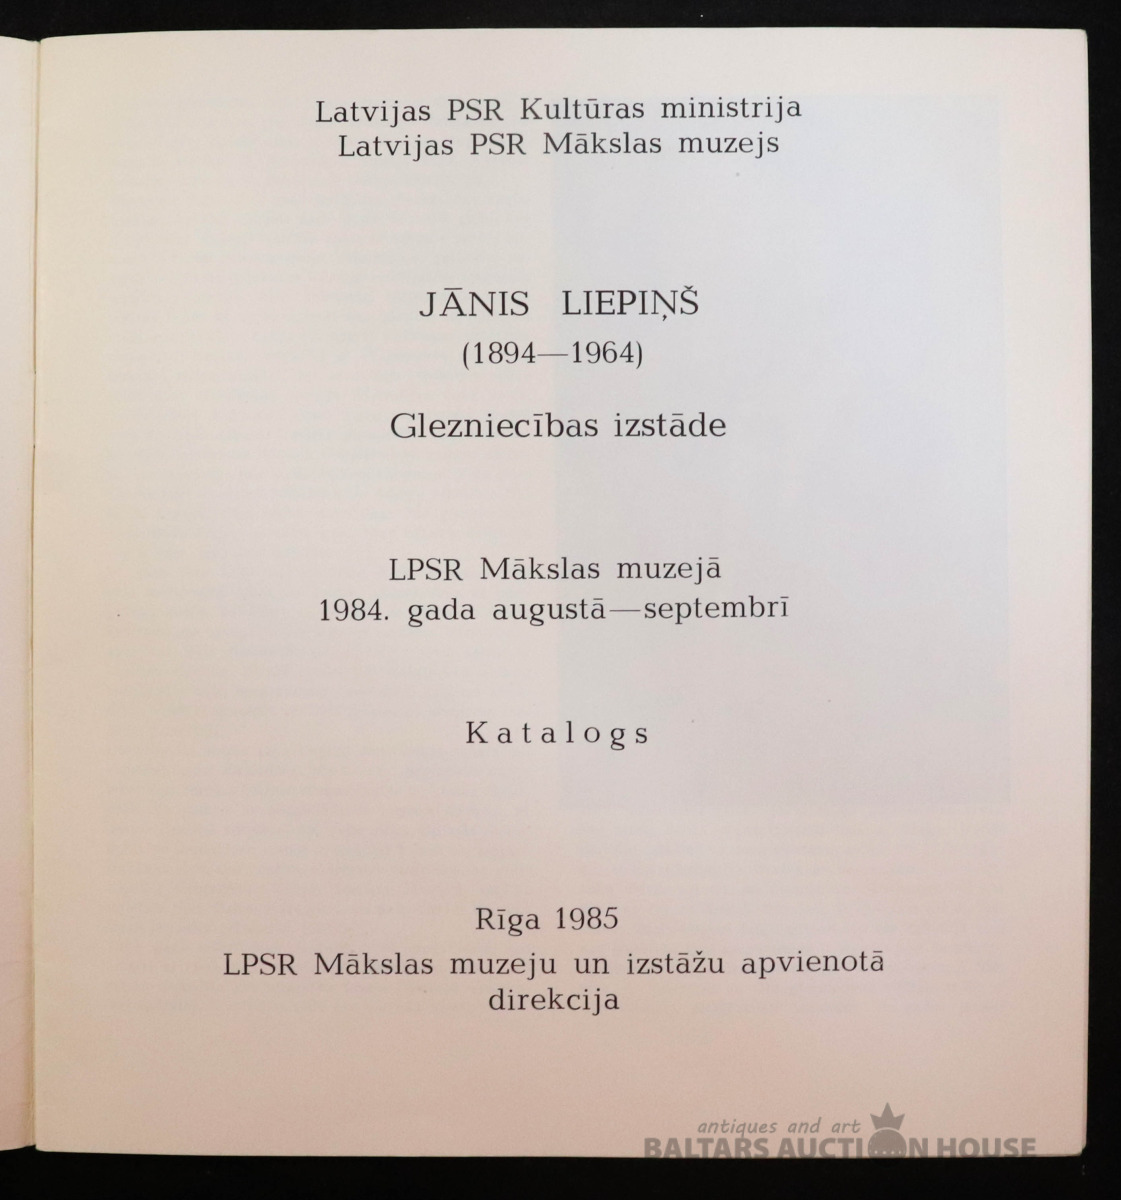 Latvijas PSR Kultūras ministrija
Latvijas PSR Mākslas muzejs
JĀNIS LIEPIŅŠ
(1894—1964)
Glezniecības izstāde
LPSR Mākslas muzejā
1984. gada augustā—septembrī
Katalogs
Rīga 1985
LPSR Mākslas muzeju un izstāžu apvienotā
direkcija
antiques and art
BALTARS AUCTION HOUSE